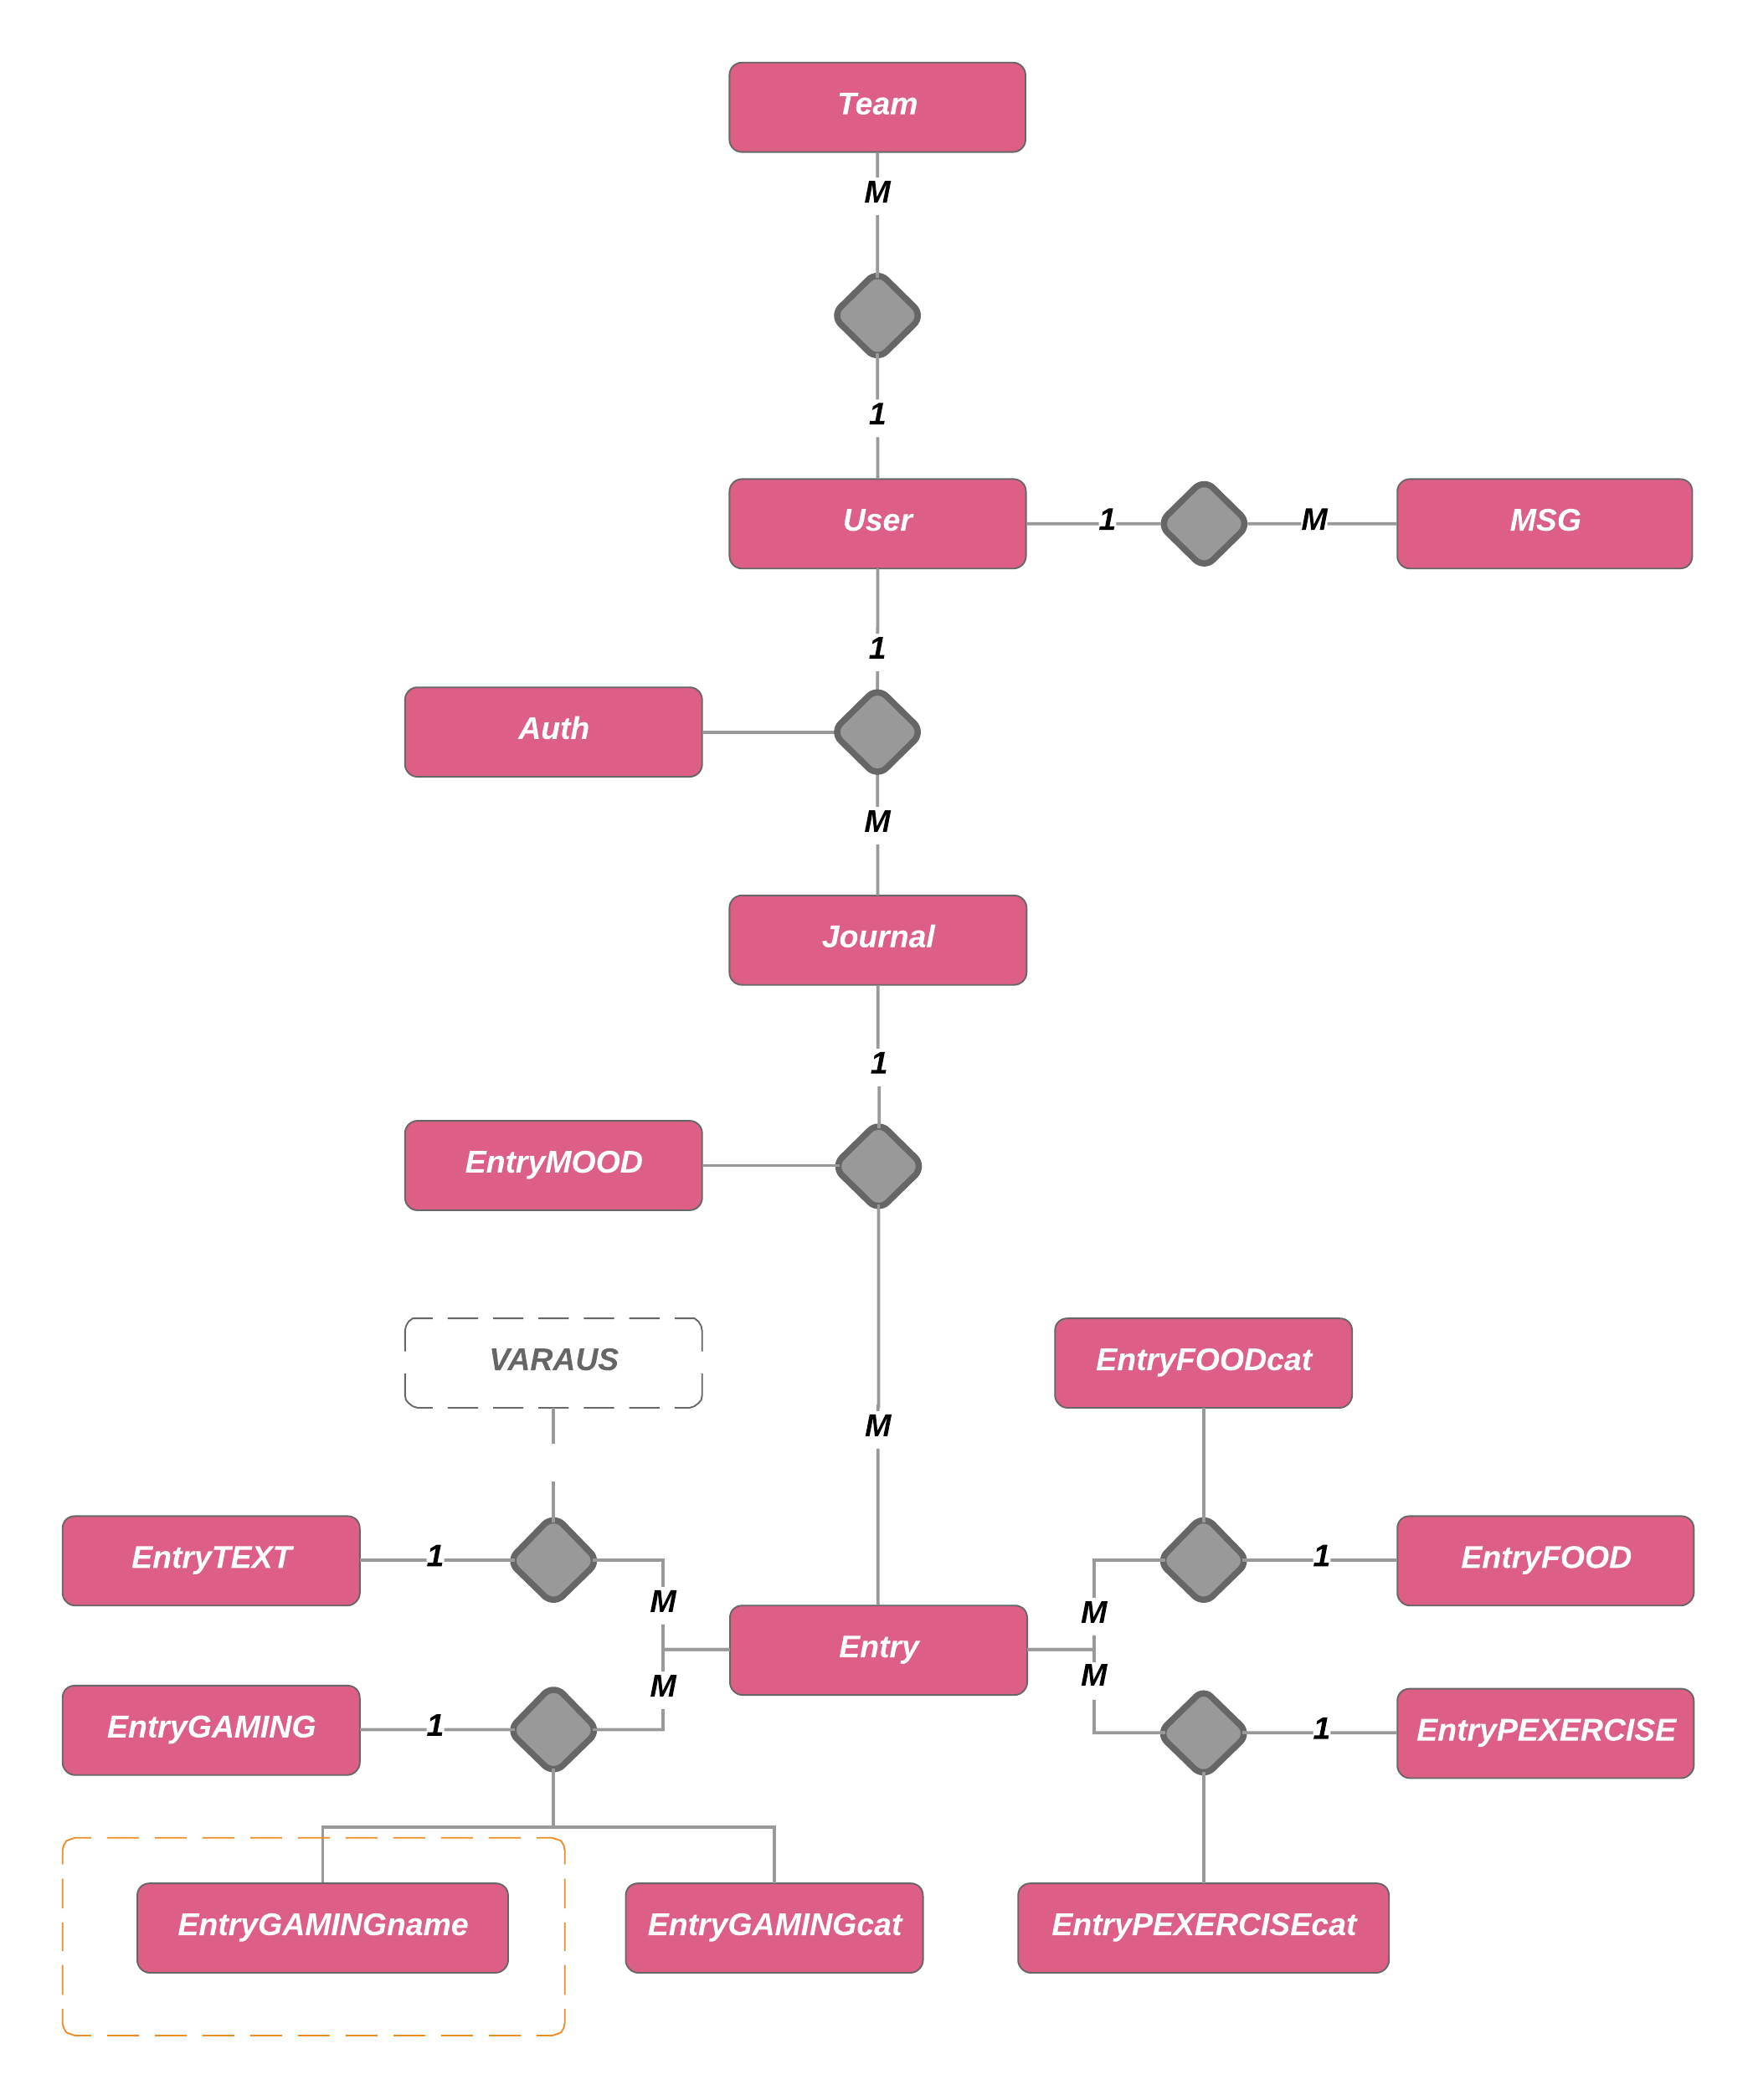 Team
M
1
User
1
M
MSG
1
Auth
M
Journal
1
EntryMOOD
VARAUS
EntryFOODcat
M
EntryTEXT
1
1
EntryFOOD
M
M
Entry
M
M
EntryGAMING
1
1
EntryPEXERCISE
EntryGAMINGname
EntryGAMINGcat
EntryPEXERCISEcat